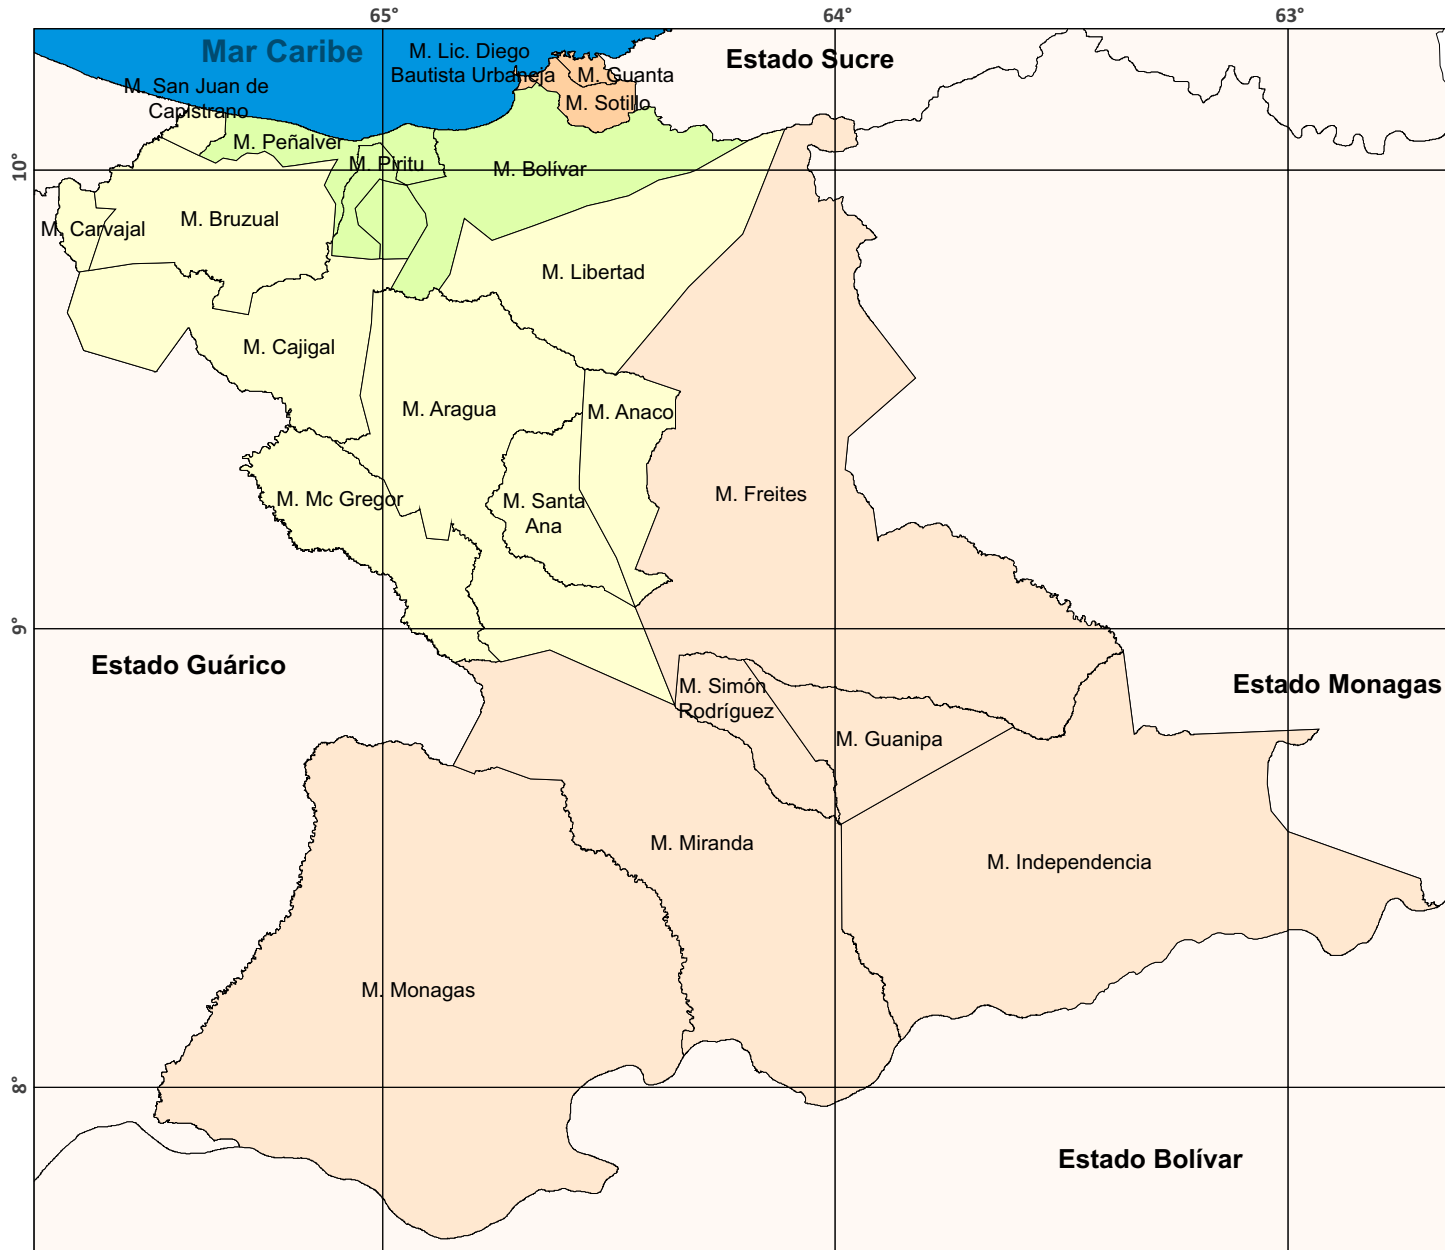 65°
64°
63°
Mar Caribe
M. Lic. Diego
Bautista Urbaneja
Estado Sucre
M. Guanta
M. San Juan de
Capistrano
M. Sotillo
M. Peñalver
M. Piritu
M. Bolívar
10°
M. Bruzual
M. Carvajal
M. Libertad
M. Cajigal
M. Aragua
M. Anaco
M. Mc Gregor
M. Santa
Ana
M. Freites
9°
Estado Guárico
Estado Monagas
M. Simón
Rodríguez
M. Guanipa
M. Miranda
M. Independencia
M. Monagas
8°
Estado Bolívar